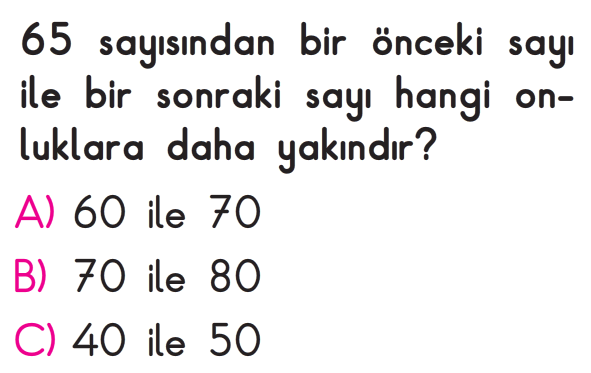 65 sayısından bir önceki sayı
ile bir sonraki sayı hangi on-
luklara daha yakındır?
A) 60 ile 70
B) 70 ile 80
C) 40 ile 50